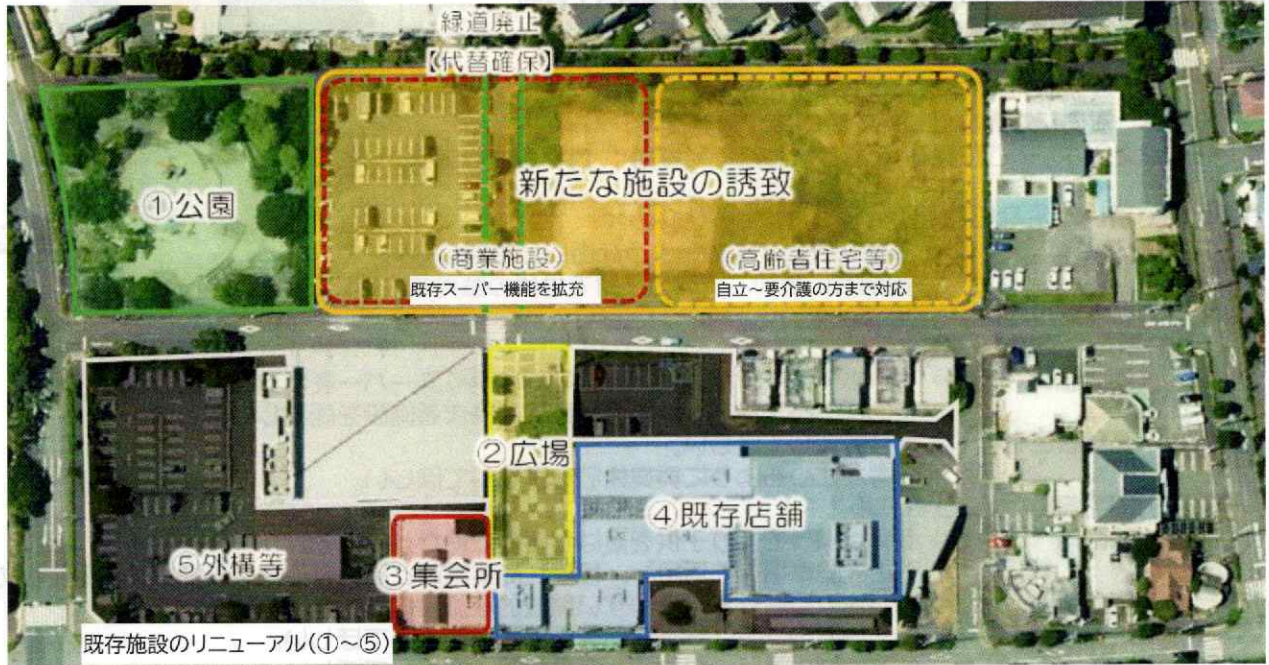 緑道廃止
【代替確保】
新たな施設の誘致
①公園
(商業施設)
既存スーパー機能を拡充
(高齢者住宅等)
自立~要介護の方まで対応
②広場
④既存店舗
⑤外構等
③集会所
既存施設のリニューアル(①~⑤)